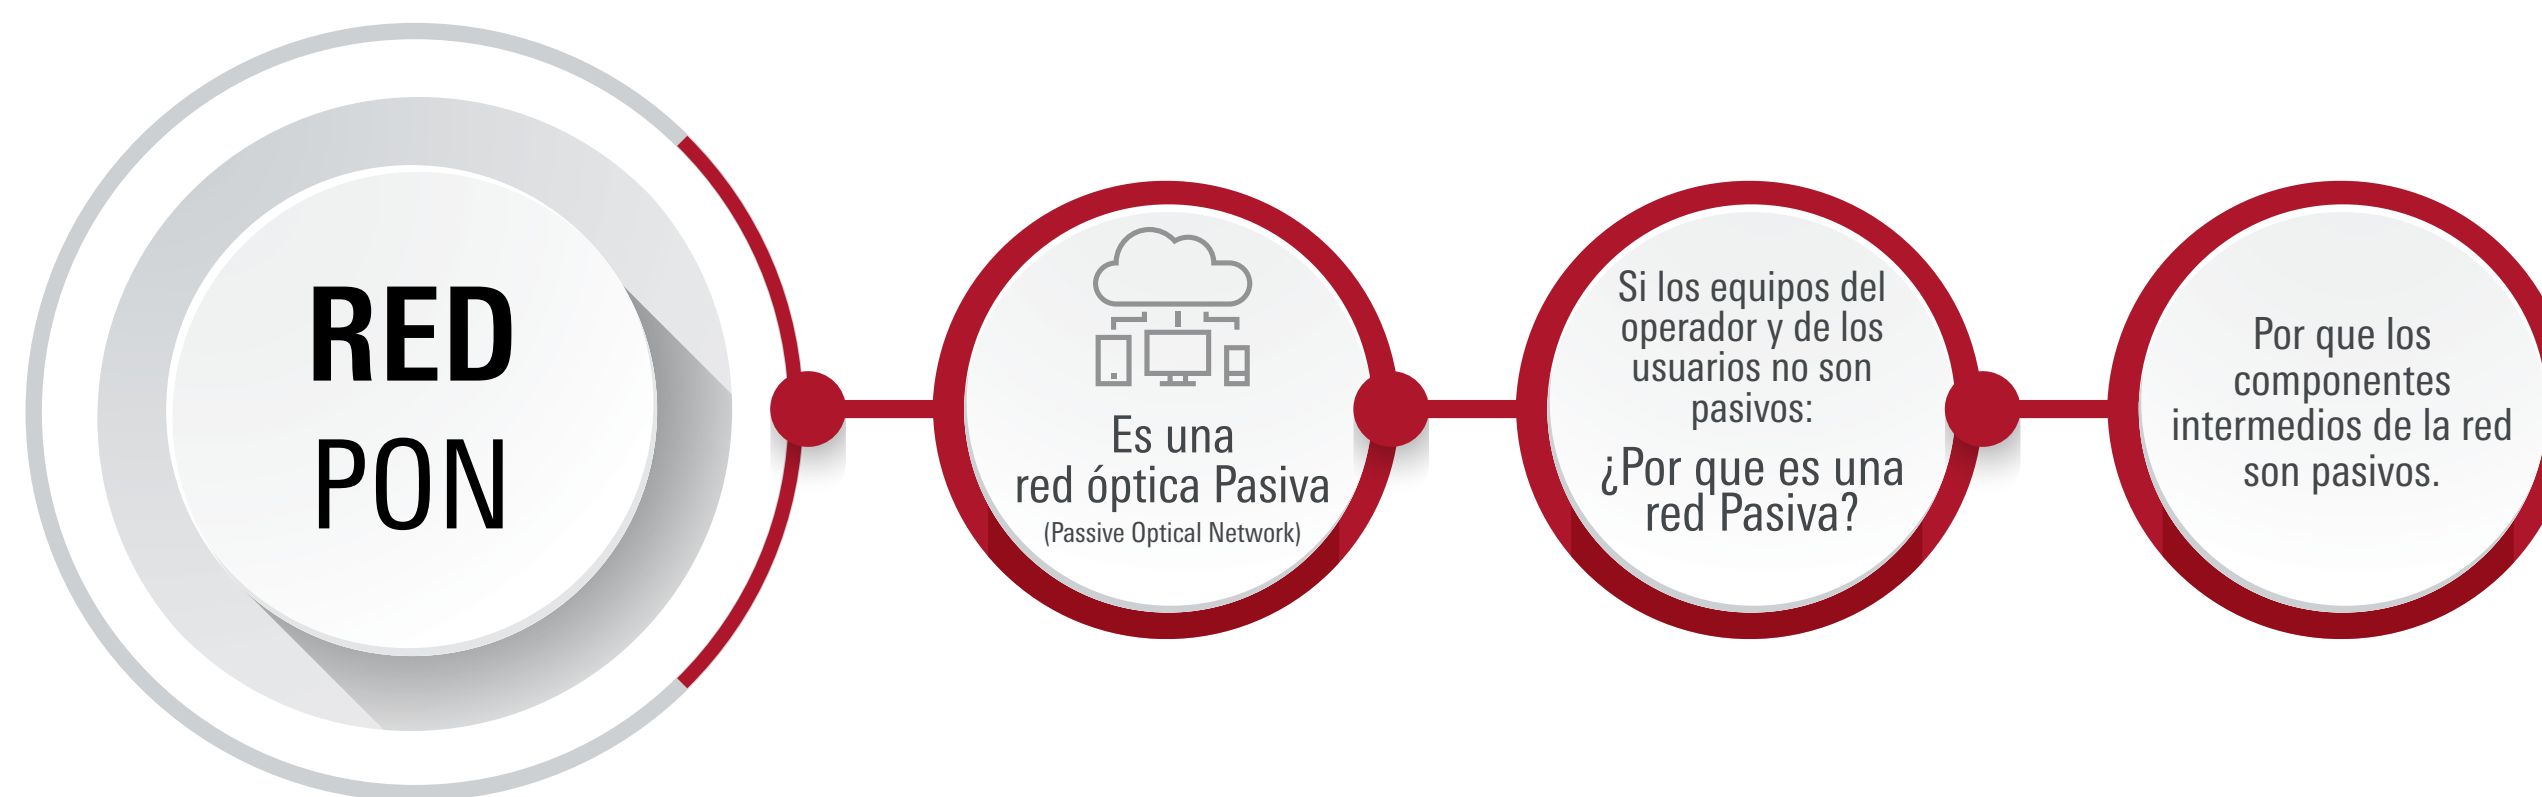 RED
PON
Es una
red óptica Pasiva
(Passive Optical Network)
Si los equipos del
operador y de los
usuarios no son
pasivos:
¿Por que es una
red Pasiva?
Por que los
componentes
intermedios de la red
son pasivos.